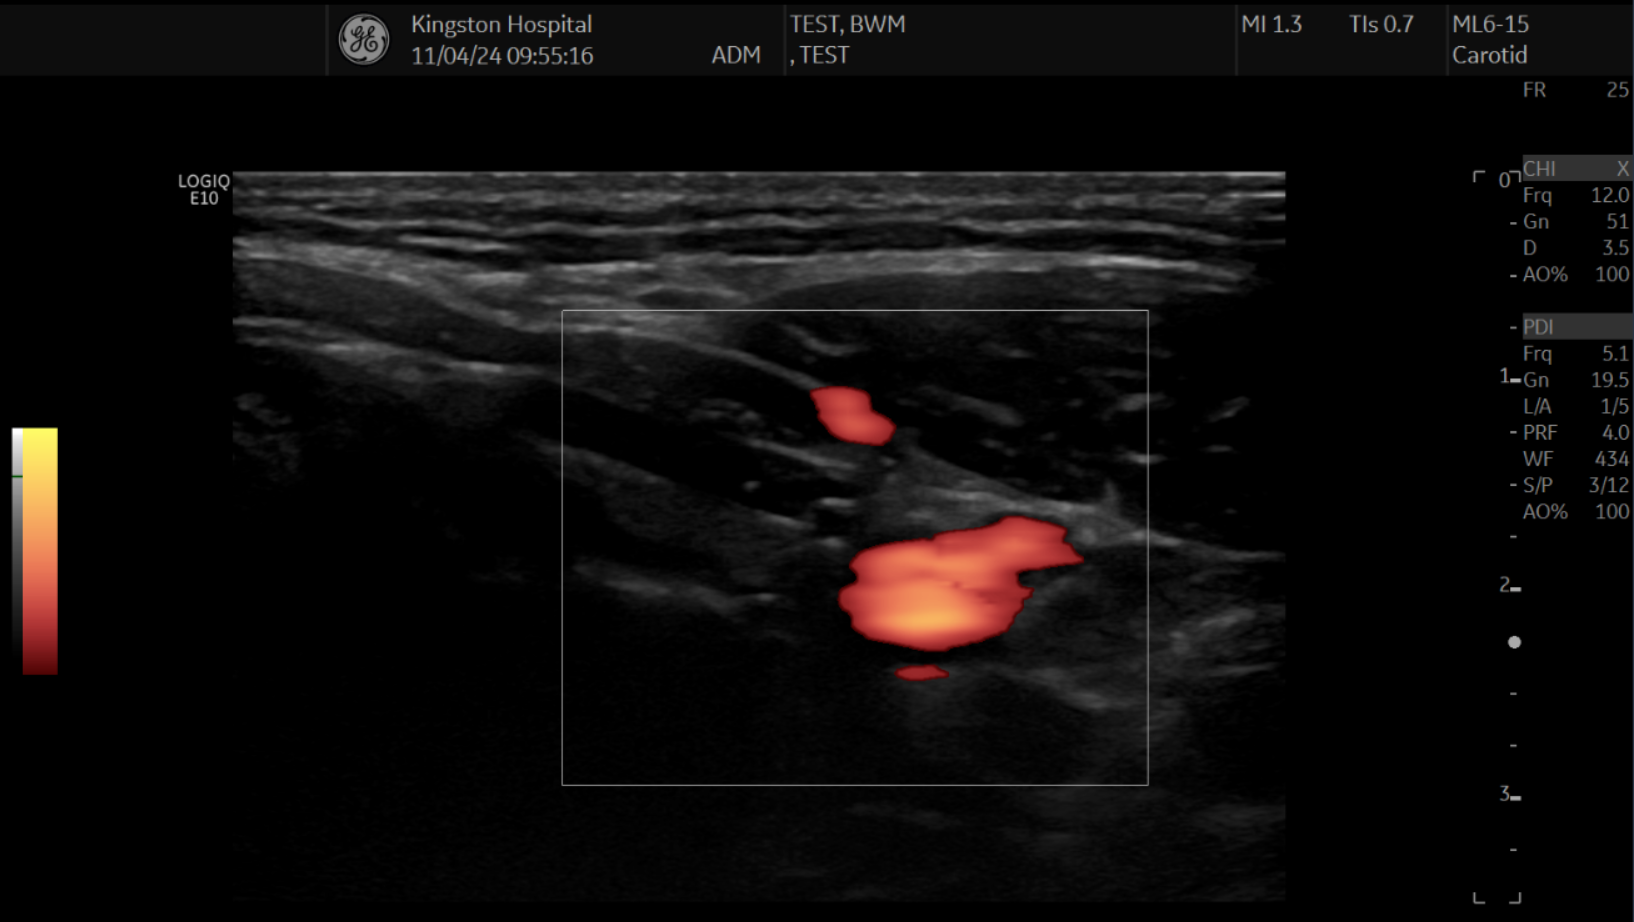 GE
Kingston Hospital
11/04/24 09:55:16
ADM
TEST, BWM
, TEST
MI 1.3
TIs 0.7
ML6-15
Carotid
FR 25
LOGIQ
E10
CHI X
Frq 12.0
Gn 51
D 3.5
AO% 100
PDI
Frq 5.1
Gn 19.5
L/A 1/5
PRF 4.0
WF 434
S/P 3/12
AO% 100
0
1
2
3